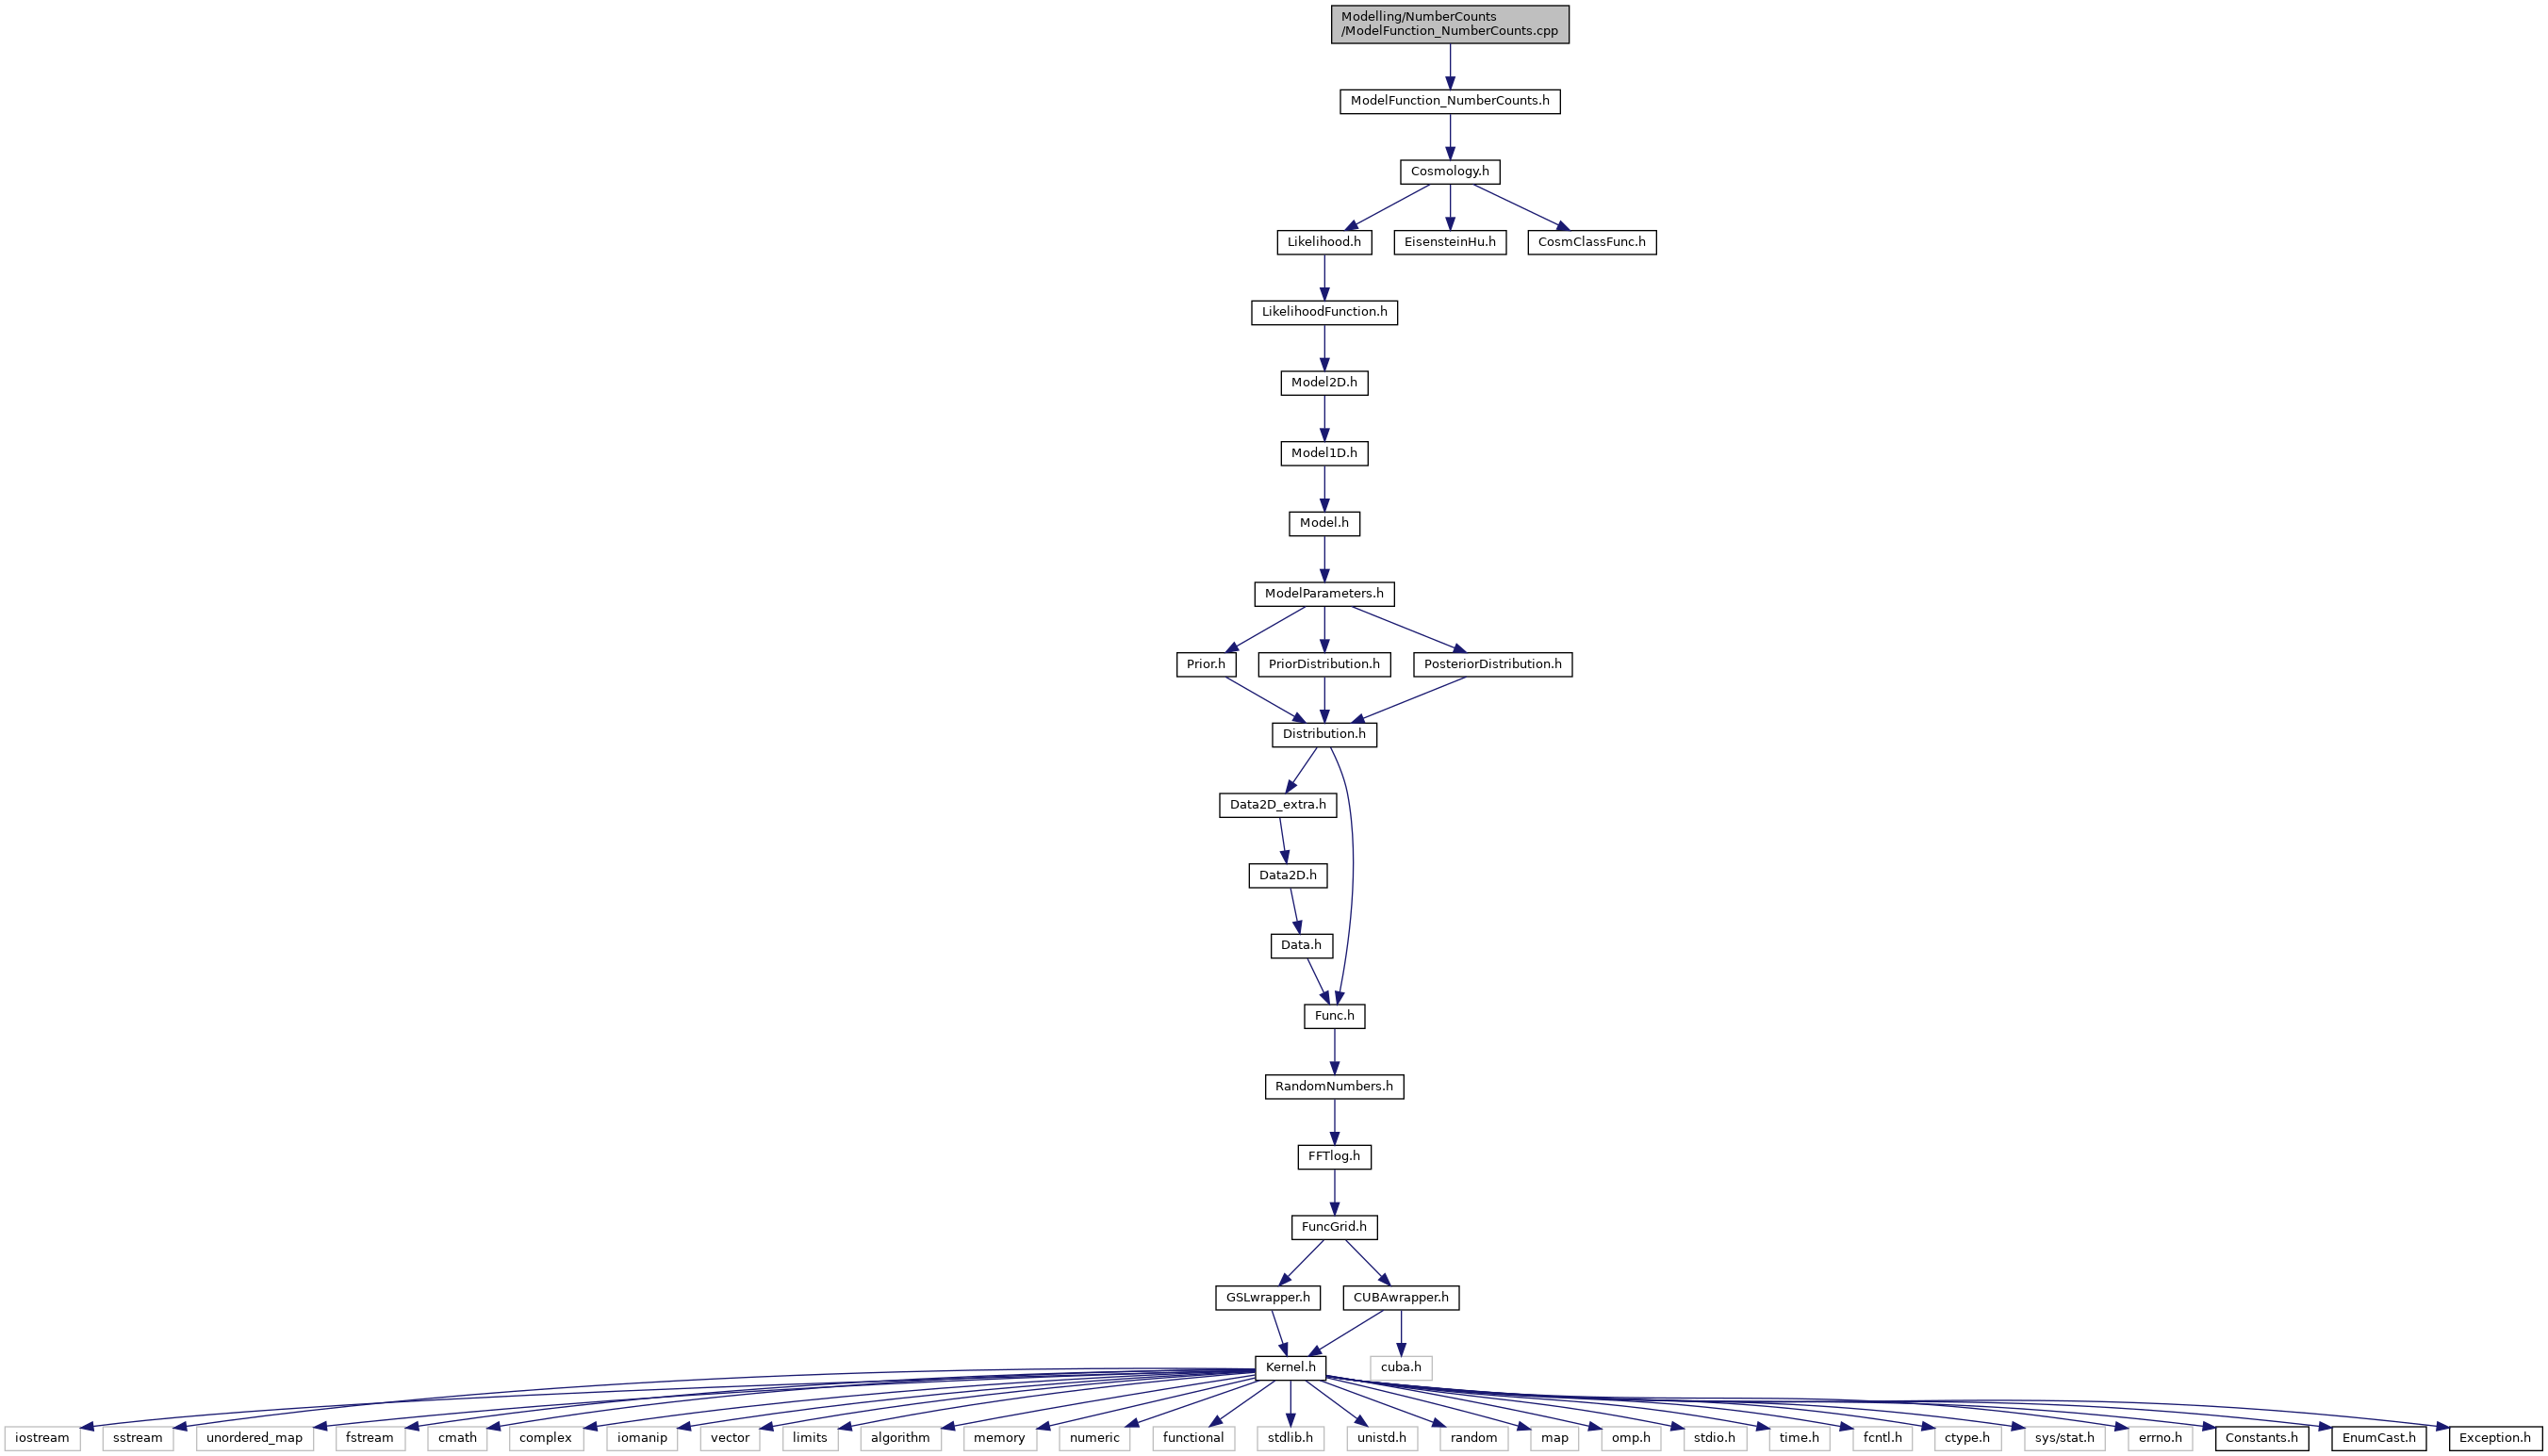 Modelling/NumberCounts
/ModelFunction_NumberCounts.cpp
ModelFunction_NumberCounts.h
Cosmology.h
Likelihood.h
EisensteinHu.h
CosmClassFunc.h
LikelihoodFunction.h
Model2D.h
Model1D.h
Model.h
ModelParameters.h
Prior.h
PriorDistribution.h
PosteriorDistribution.h
Distribution.h
Data2D_extra.h
Data2D.h
Data.h
Func.h
RandomNumbers.h
FFTlog.h
FuncGrid.h
GSLwrapper.h
CUBAwrapper.h
Kernel.h
cuba.h
iostream
sstream
unordered_map
fstream
cmath
complex
iomanip
vector
limits
algorithm
memory
numeric
functional
stdlib.h
unistd.h
random
map
omp.h
stdio.h
time.h
fcntl.h
ctype.h
sys/stat.h
errno.h
Constants.h
EnumCast.h
Exception.h